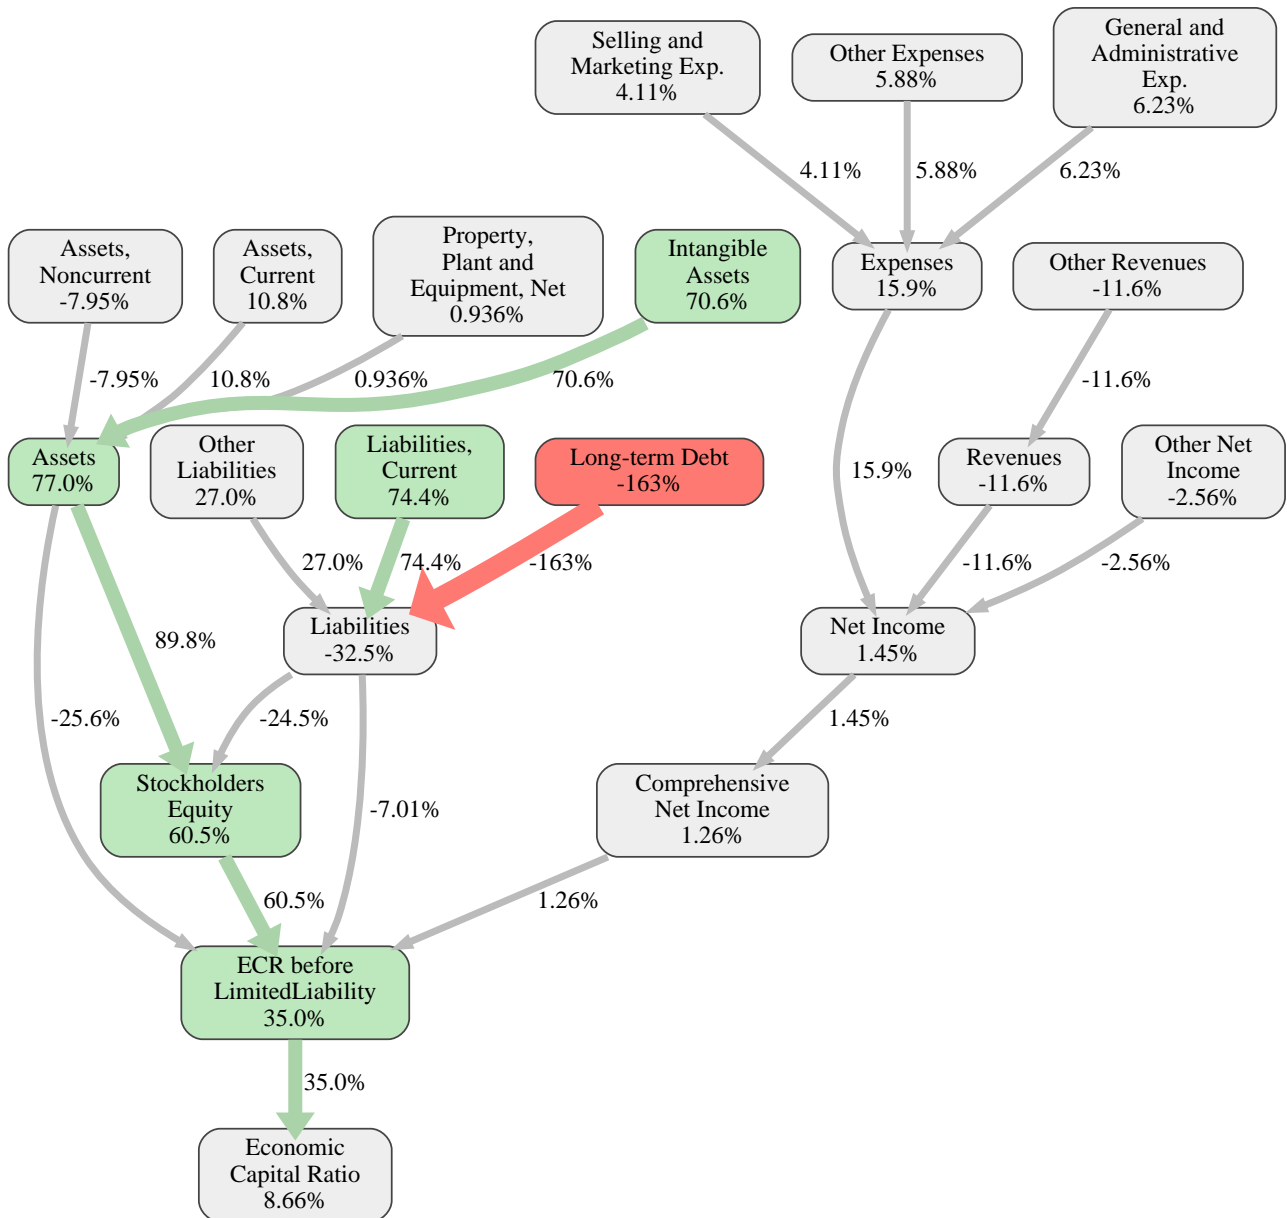 Selling and
Marketing Exp.
4.11%
Other Expenses
5.88%
General and
Administrative
Exp.
6.23%
4.11%
5.88%
6.23%
Assets,
Noncurrent
-7.95%
Assets,
Current
10.8%
Property,
Plant and
Equipment, Net
0.936%
Intangible
Assets
70.6%
Expenses
15.9%
Other Revenues
-11.6%
-7.95%
10.8%
0.936%
70.6%
-11.6%
Assets
77.0%
Other
Liabilities
27.0%
Liabilities,
Current
74.4%
Long-term Debt
-163%
15.9%
Revenues
-11.6%
Other Net
Income
-2.56%
27.0%
74.4%
-163%
-11.6%
-2.56%
Liabilities
-32.5%
Net Income
1.45%
89.8%
-25.6%
-24.5%
1.45%
Stockholders
Equity
60.5%
-7.01%
Comprehensive
Net Income
1.26%
60.5%
1.26%
ECR before
LimitedLiability
35.0%
35.0%
Economic
Capital Ratio
8.66%